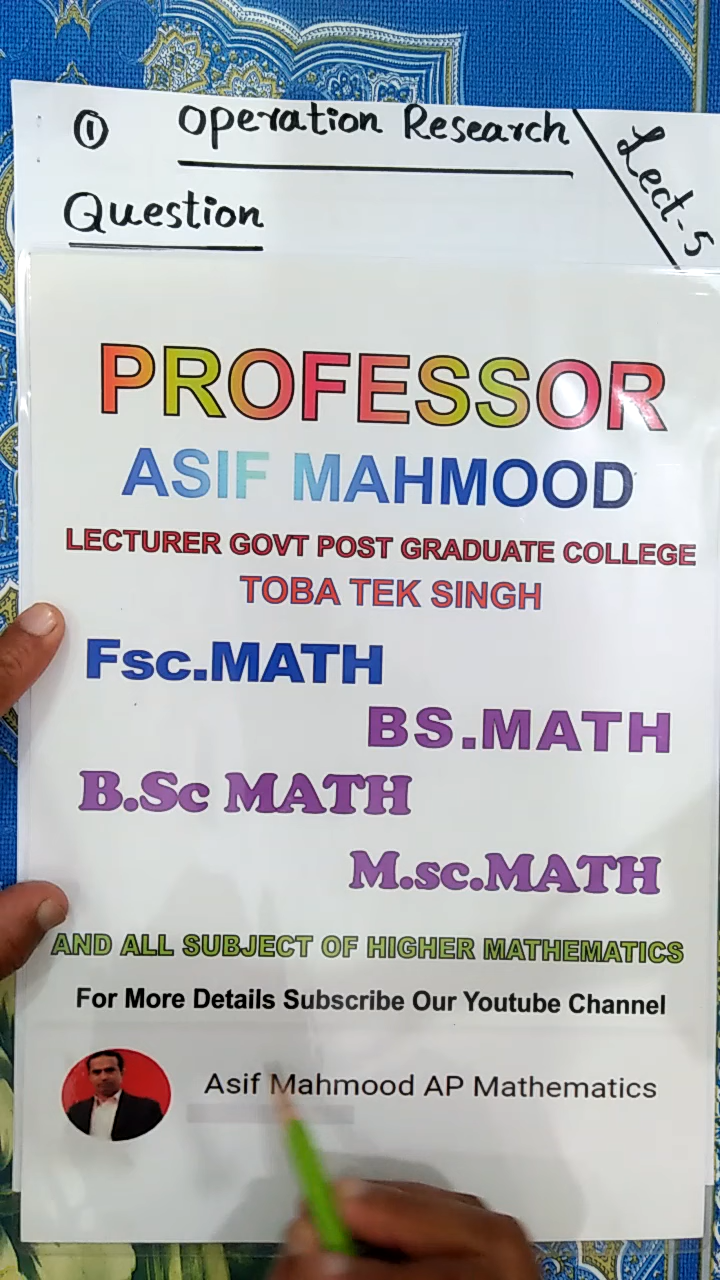 ① Operation Research
Lect-5
Question
PROFESSOR
ASIF MAHMOOD
LECTURER GOVT POST GRADUATE COLLEGE
TOBA TEK SINGH
Fsc.MATH
BS.MATH
B.Sc MATH
M.sc.MATH
AND ALL SUBJECT OF HIGHER MATHEMATICS
For More Details Subscribe Our Youtube Channel
Asif Mahmood AP Mathematics